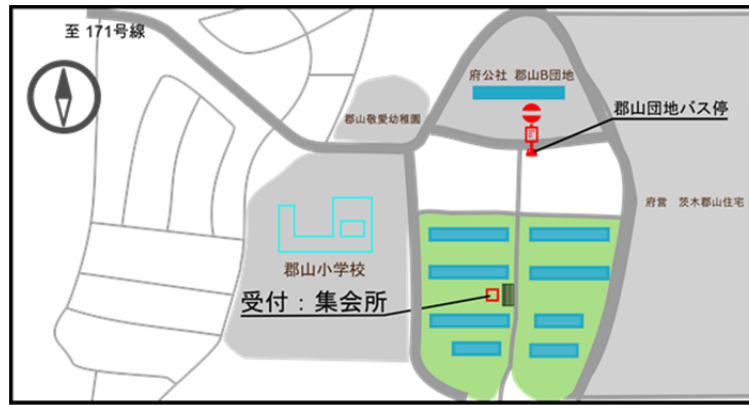 至 171号線
府公社 郡山B団地
郡山団地バス停
郡山敬愛幼稚園
府営 茨木郡山住宅
郡山小学校
受付：集会所